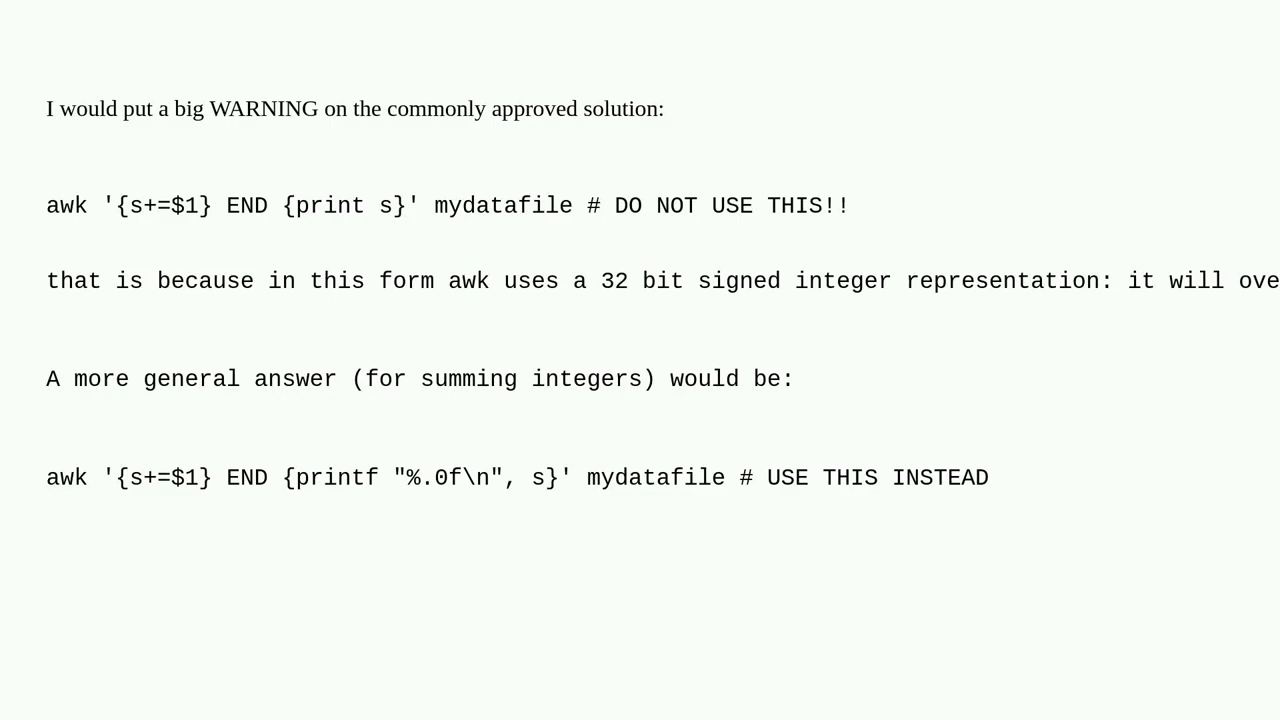 I would put a big WARNING on the commonly approved solution:
awk '{s+=$1} END {print s}' mydatafile # DO NOT USE THIS!!
that is because in this form awk uses a 32 bit signed integer representation: it will ove
A more general answer (for summing integers) would be:
awk '{s+=$1} END {printf "%.0f\n", s}' mydatafile # USE THIS INSTEAD